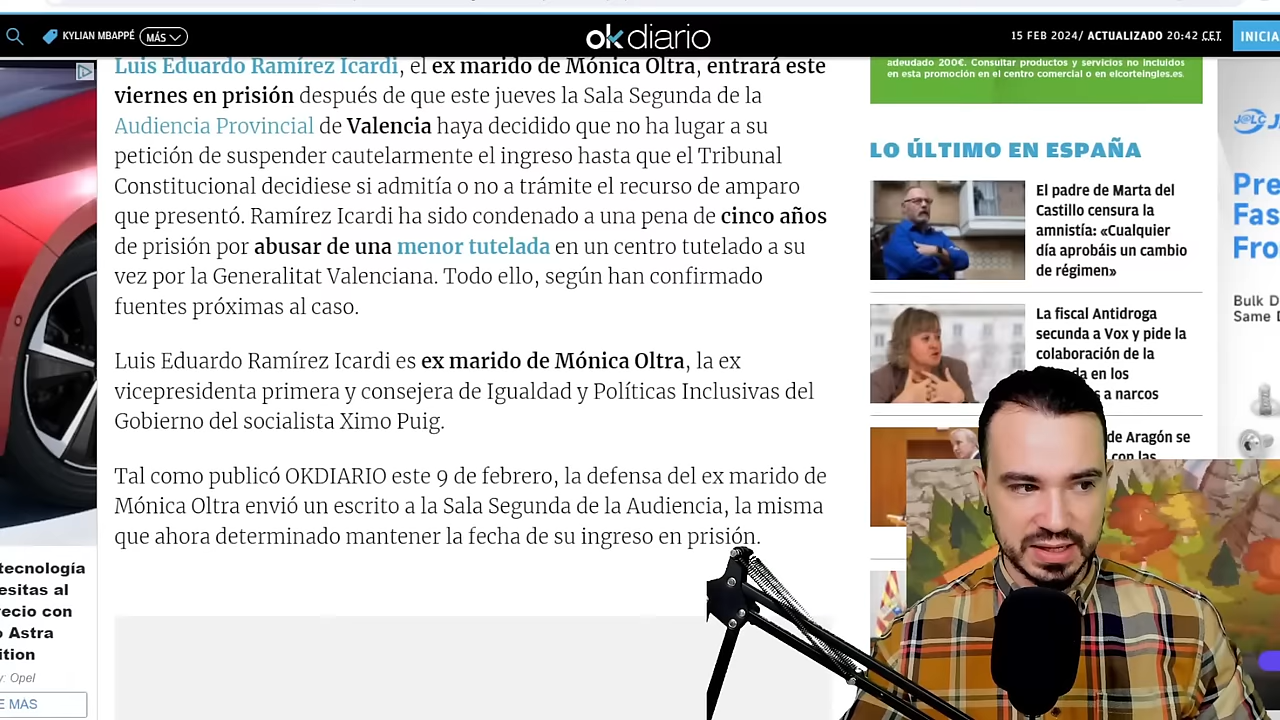 KYLIAN MBAPPÉ
MÁS
okdiario
15 FEB 2024/ ACTUALIZADO 20:42 CET
INICIA
Luis Eduardo Ramírez Icardi, el ex marido de Mónica Oltra, entrará este
viernes en prisión después de que este jueves la Sala Segunda de la
Audiencia Provincial de Valencia haya decidido que no ha lugar a su
petición de suspender cautelarmente el ingreso hasta que el Tribunal
Constitucional decidiese si admitía o no a trámite el recurso de amparo
que presentó. Ramírez Icardi ha sido condenado a una pena de cinco años
de prisión por abusar de una menor tutelada en un centro tutelado a su
vez por la Generalitat Valenciana. Todo ello, según han confirmado
fuentes próximas al caso.
Luis Eduardo Ramírez Icardi es ex marido de Mónica Oltra, la ex
vicepresidenta primera y consejera de Igualdad y Políticas Inclusivas del
Gobierno del socialista Ximo Puig.
Tal como publicó OKDIARIO este 9 de febrero, la defensa del ex marido de
Mónica Oltra envió un escrito a la Sala Segunda de la Audiencia, la misma
que ahora determinado mantener la fecha de su ingreso en prisión.
adeudado 200€. Consultar productos y servicios no incluidos
en esta promoción en el centro comercial o en elcorteingles.es.
LO ÚLTIMO EN ESPAÑA
El padre de Marta del
Castillo censura la
amnistía: «Cualquier
día aprobáis un cambio
de régimen»
La fiscal Antidroga
secunda a Vox y pide la
colaboración de la
da en los
a narcos
de Aragón se
con las
tecnología
esitas al
ecio con
o Astra
ition
y: Opel
E MÁS
J@LC
Pre
Fas
Fro
Bulk D
Same D